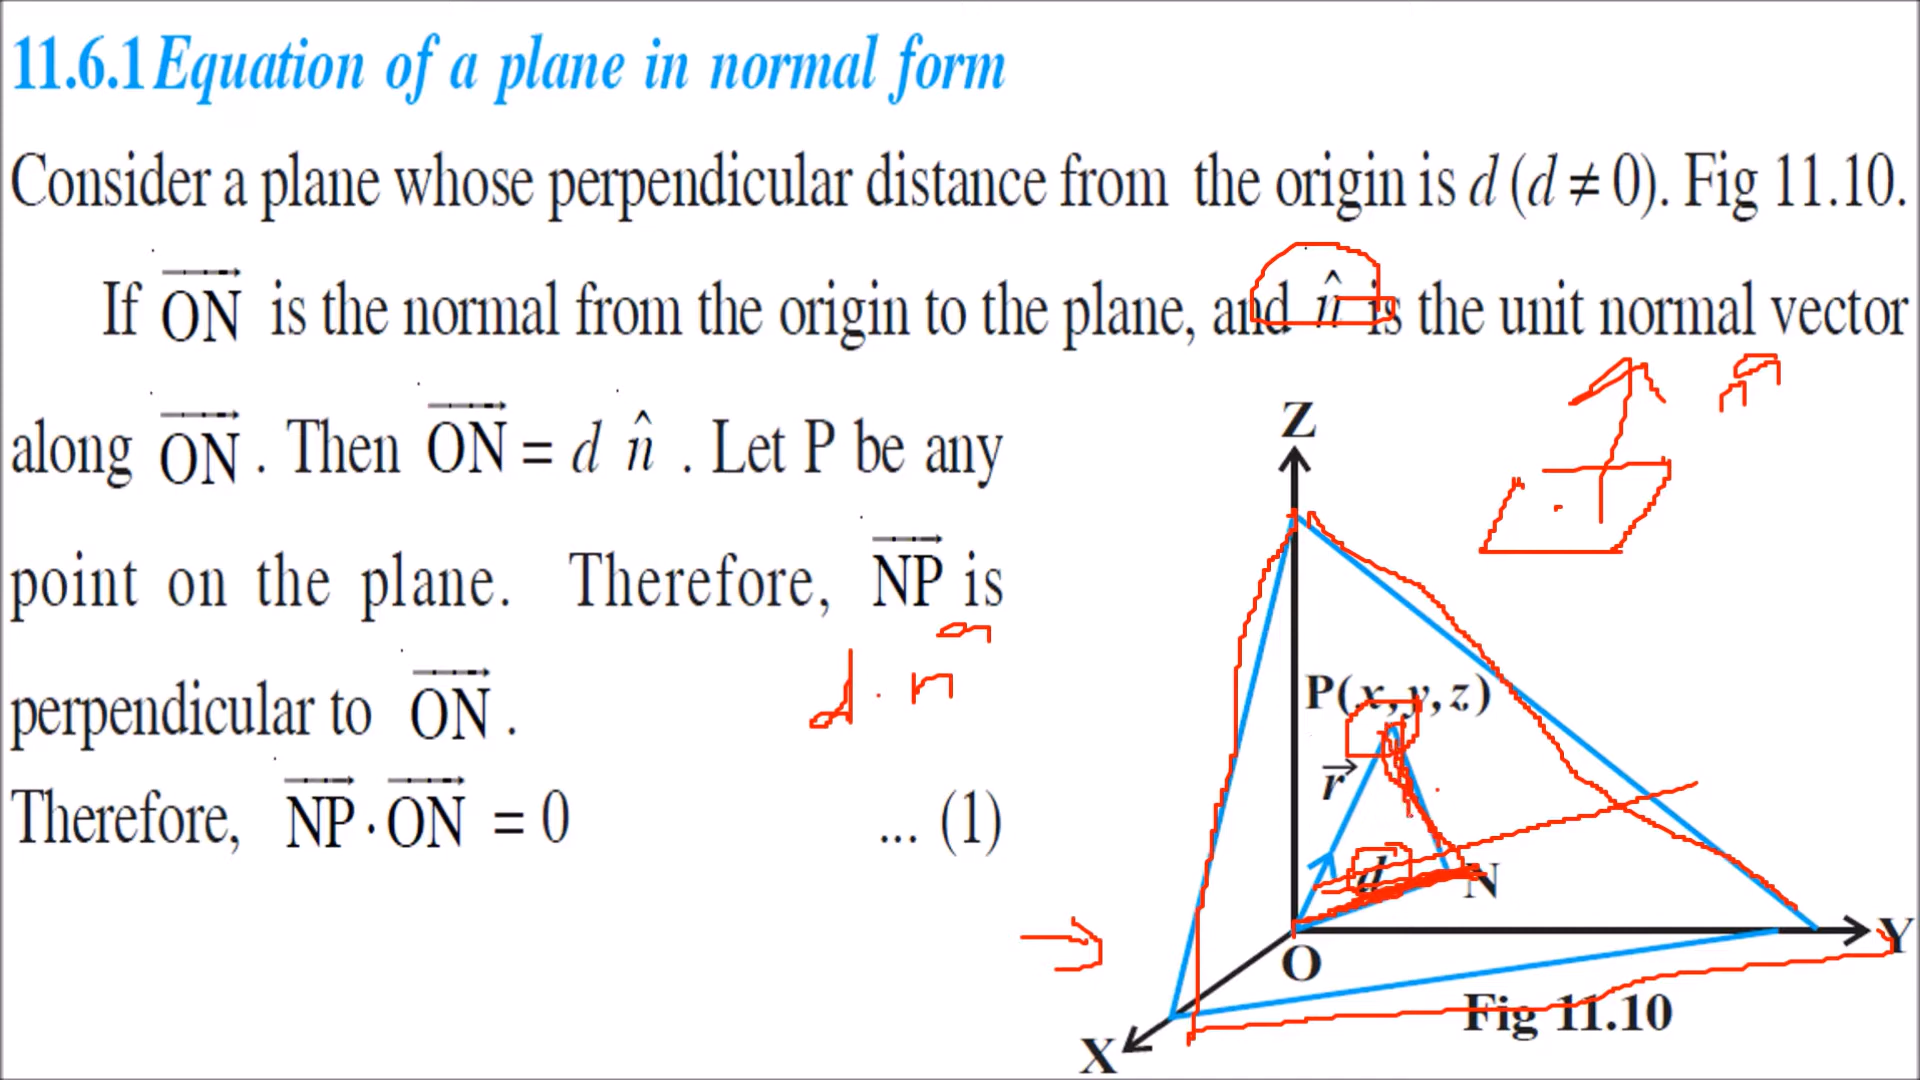 11.6.1 Equation of a plane in normal form
Consider a plane whose perpendicular distance from the origin is d (d ≠ 0). Fig 11.10.
If ON⃗ is the normal from the origin to the plane, and n̂ is the unit normal vector
along ON⃗ . Then ON⃗ = d n̂ . Let P be any
point on the plane. Therefore, NP⃗ is
perpendicular to ON⃗ .
Therefore, NP⃗ · ON⃗ = 0 ... (1)
d . n̂
n̂
Z
P(x,y,z)
r⃗
d
N
O
Y
X
Fig 11.10